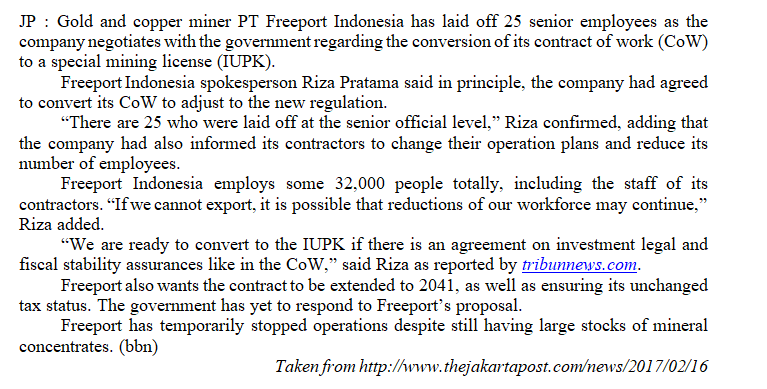 JP : Gold and copper miner PT Freeport Indonesia has laid off 25 senior employees as the
company negotiates with the government regarding the conversion of its contract of work (CoW)
to a special mining license (IUPK).
Freeport Indonesia spokesperson Riza Pratama said in principle, the company had agreed
to convert its CoW to adjust to the new regulation.
“There are 25 who were laid off at the senior official level,” Riza confirmed, adding that
the company had also informed its contractors to change their operation plans and reduce its
number of employees.
Freeport Indonesia employs some 32,000 people totally, including the staff of its
contractors. “If we cannot export, it is possible that reductions of our workforce may continue,”
Riza added.
“We are ready to convert to the IUPK if there is an agreement on investment legal and
fiscal stability assurances like in the CoW,” said Riza as reported by tribunnews.com.
Freeport also wants the contract to be extended to 2041, as well as ensuring its unchanged
tax status. The government has yet to respond to Freeport’s proposal.
Freeport has temporarily stopped operations despite still having large stocks of mineral
concentrates. (bbn)
Taken from http://www.thejakartapost.com/news/2017/02/16